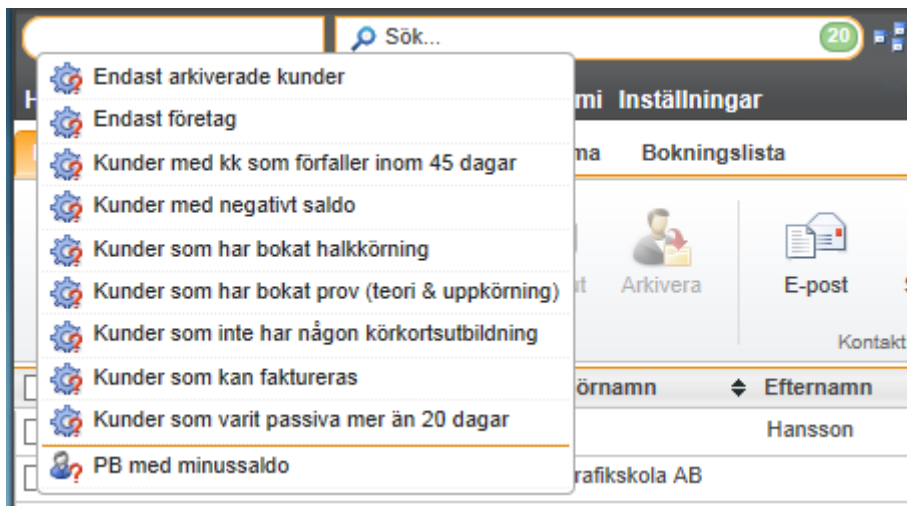 Sök...
20
Endast arkiverade kunder
Endast företag
Kunder med kk som förfaller inom 45 dagar
Kunder med negativt saldo
Kunder som har bokat halkkörning
Kunder som har bokat prov (teori & uppkörning)
Kunder som inte har någon körkortsutbildning
Kunder som kan faktureras
Kunder som varit passiva mer än 20 dagar
PB med minussaldo
H mi Inställningar
ma Bokningslista
ut Arkivera E-post
Kontakt
örnamn Efternamn
Hansson
rafikskola AB